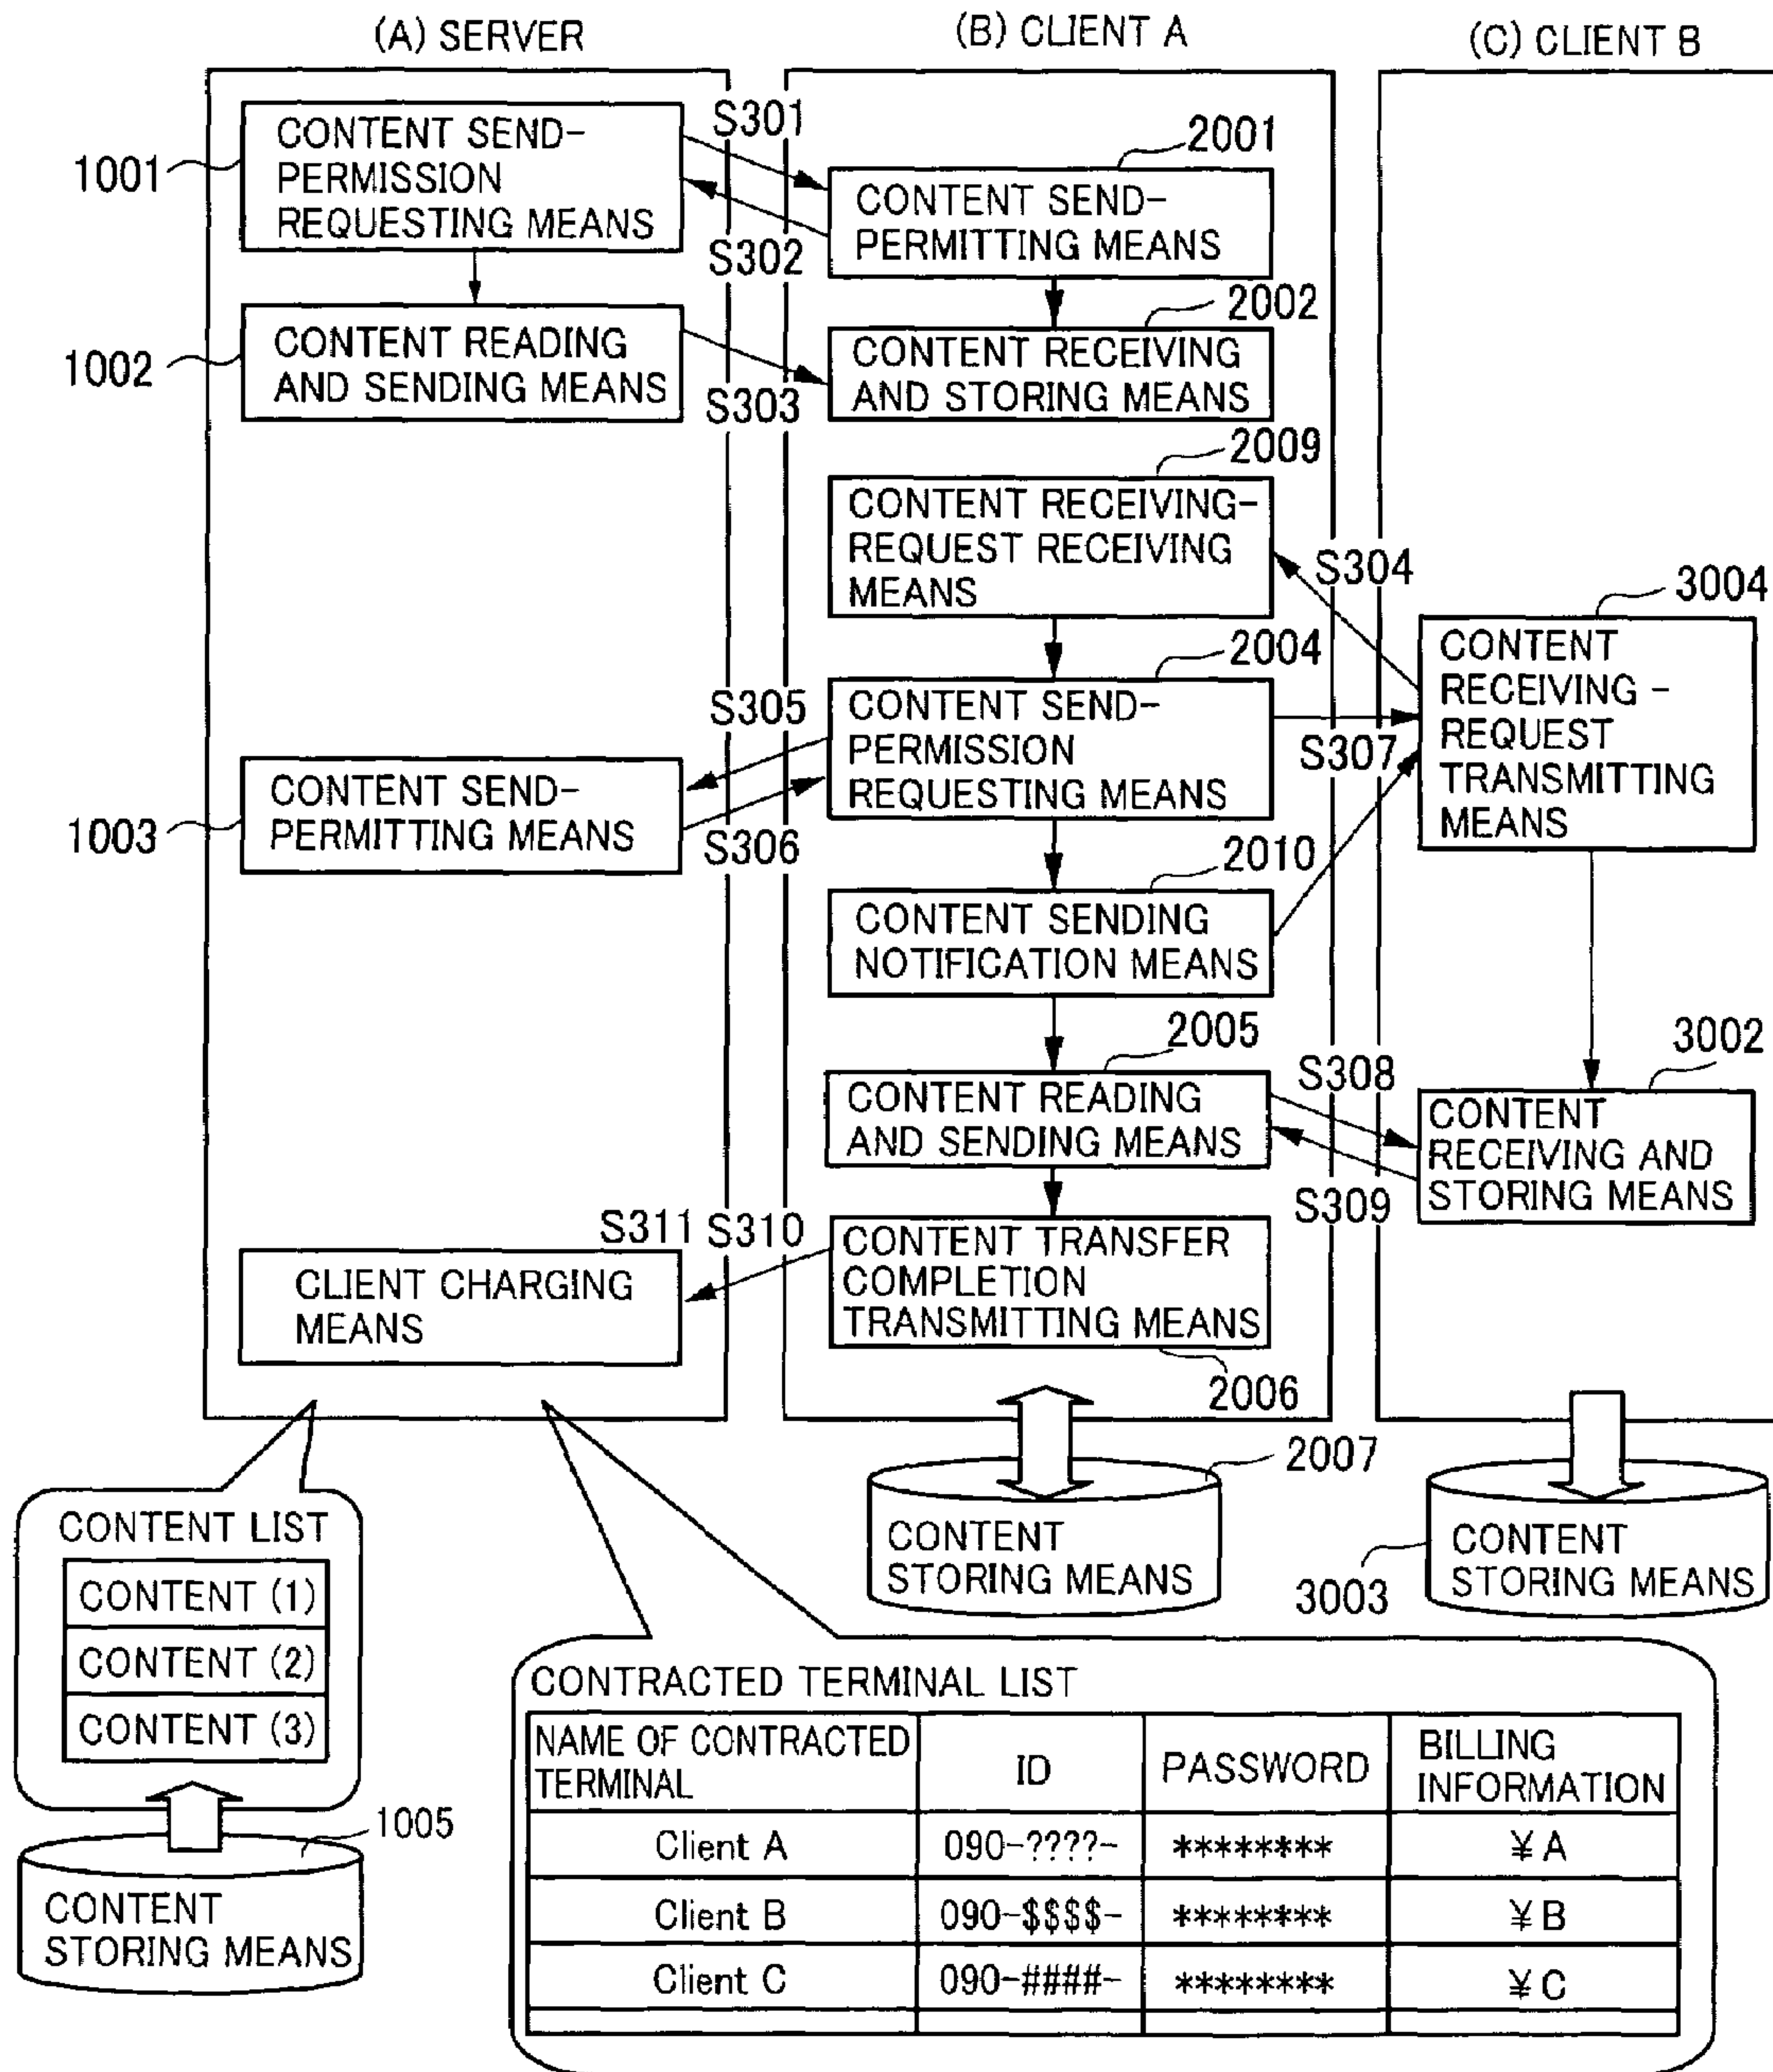 (A) SERVER
(B) CLIENT A
(C) CLIENT B
1001
CONTENT SEND-
PERMISSION
REQUESTING MEANS
S301
S302
2001
CONTENT SEND-
PERMITTING MEANS
1002
CONTENT READING
AND SENDING MEANS
S303
2002
CONTENT RECEIVING
AND STORING MEANS
2009
CONTENT RECEIVING-
REQUEST RECEIVING
MEANS
S304
3004
CONTENT
RECEIVING-
REQUEST
TRANSMITTING
MEANS
2004
CONTENT SEND-
PERMISSION
REQUESTING MEANS
S305
S307
1003
CONTENT SEND-
PERMITTING MEANS
S306
2010
CONTENT SENDING
NOTIFICATION MEANS
2005
CONTENT READING
AND SENDING MEANS
S308
S309
3002
CONTENT
RECEIVING AND
STORING MEANS
S311
S310
CLIENT CHARGING
MEANS
CONTENT TRANSFER
COMPLETION
TRANSMITTING MEANS
2006
2007
CONTENT
STORING MEANS
3003
CONTENT
STORING MEANS
CONTENT LIST
CONTENT (1)
CONTENT (2)
CONTENT (3)
1005
CONTENT
STORING MEANS
CONTRACTED TERMINAL LIST
NAME OF CONTRACTED
TERMINAL
ID
PASSWORD
BILLING
INFORMATION
Client A 090-????- ******** ¥A
Client B 090-$$$$- ******** ¥B
Client C 090-####- ******** ¥C